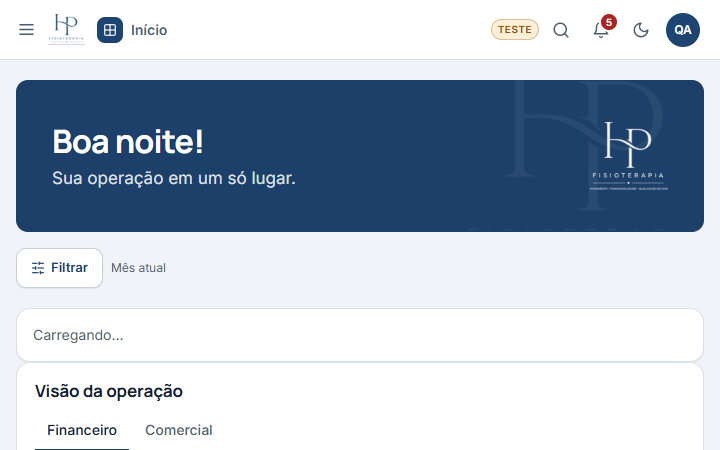 HP
FISIOTERAPIA
Início
TESTE
5
QA
Boa noite!
Sua operação em um só lugar.
HP
FISIOTERAPIA
Filtrar
Mês atual
Carregando...
Visão da operação
Financeiro
Comercial